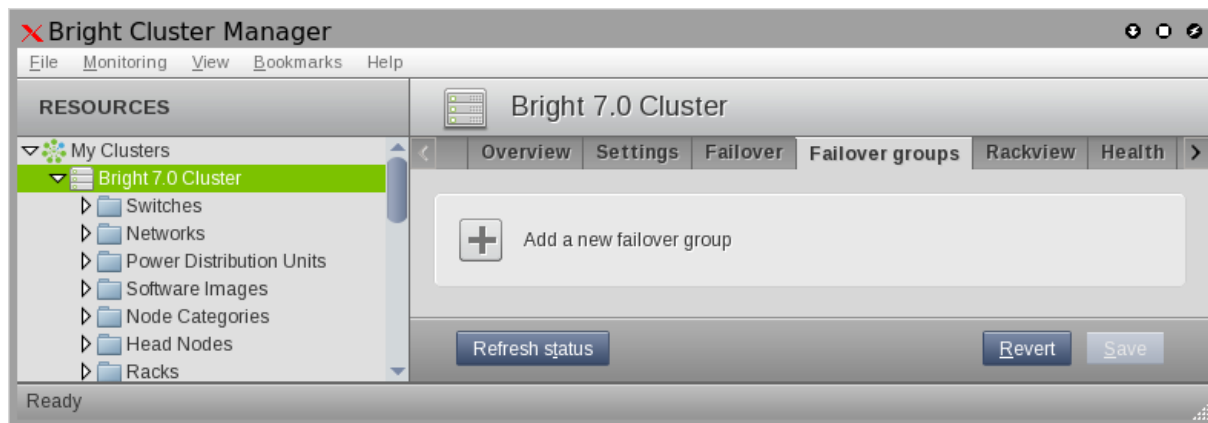 Bright Cluster Manager
File Monitoring View Bookmarks Help
RESOURCES
Bright 7.0 Cluster
My Clusters
Overview Settings Failover Failover groups Rackview Health
Bright 7.0 Cluster
Switches
Networks
Add a new failover group
Power Distribution Units
Software Images
Node Categories
Head Nodes
Refresh status Revert Save
Racks
Ready